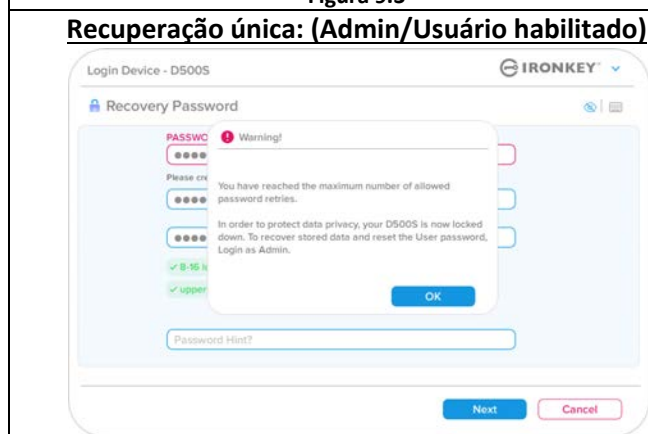 Recuperação única: (Admin/Usuário habilitado)
Login Device - D500S
IRONKEY
Recovery Password
PASSWO
Warning!
Please cre
You have reached the maximum number of allowed
password retries.
In order to protect data privacy, your D500S is now locked
down. To recover stored data and reset the User password,
Login as Admin.
8-16
upper
OK
Password Hint?
Next
Cancel